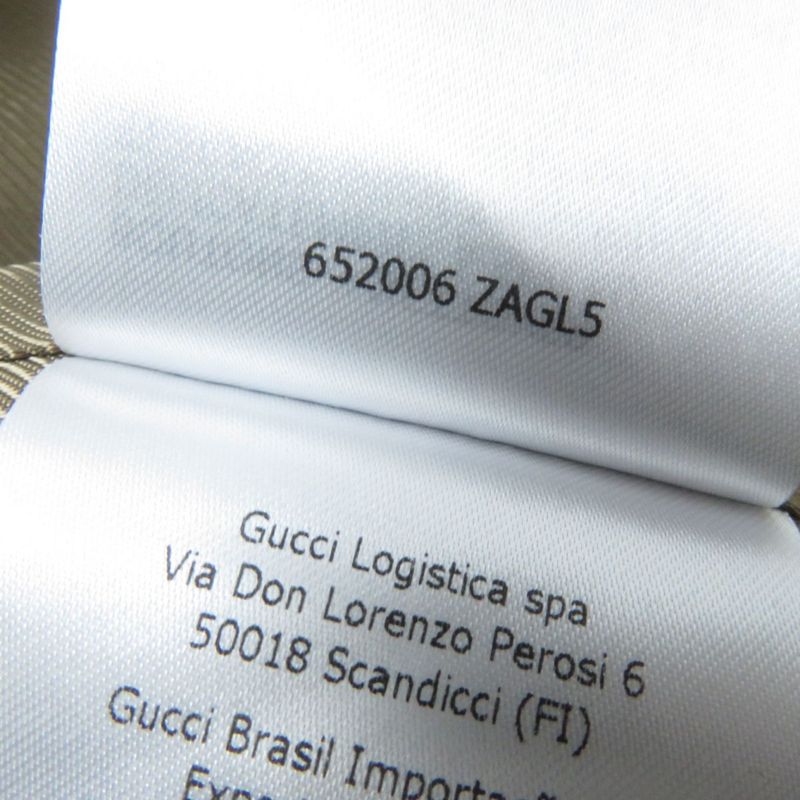 652006 ZAGL5
Gucci Logistica spa
Via Don Lorenzo Perosi 6
50018 Scandicci (FI)
Gucci Brasil